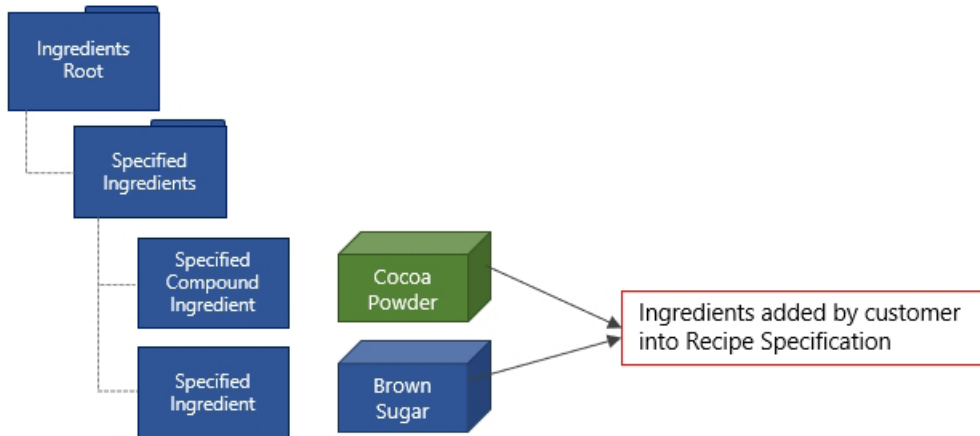 Ingredients
Root
Specified
Ingredients
Specified
Compound
Ingredient
Cocoa
Powder
Ingredients added by customer
into Recipe Specification
Specified
Ingredient
Brown
Sugar